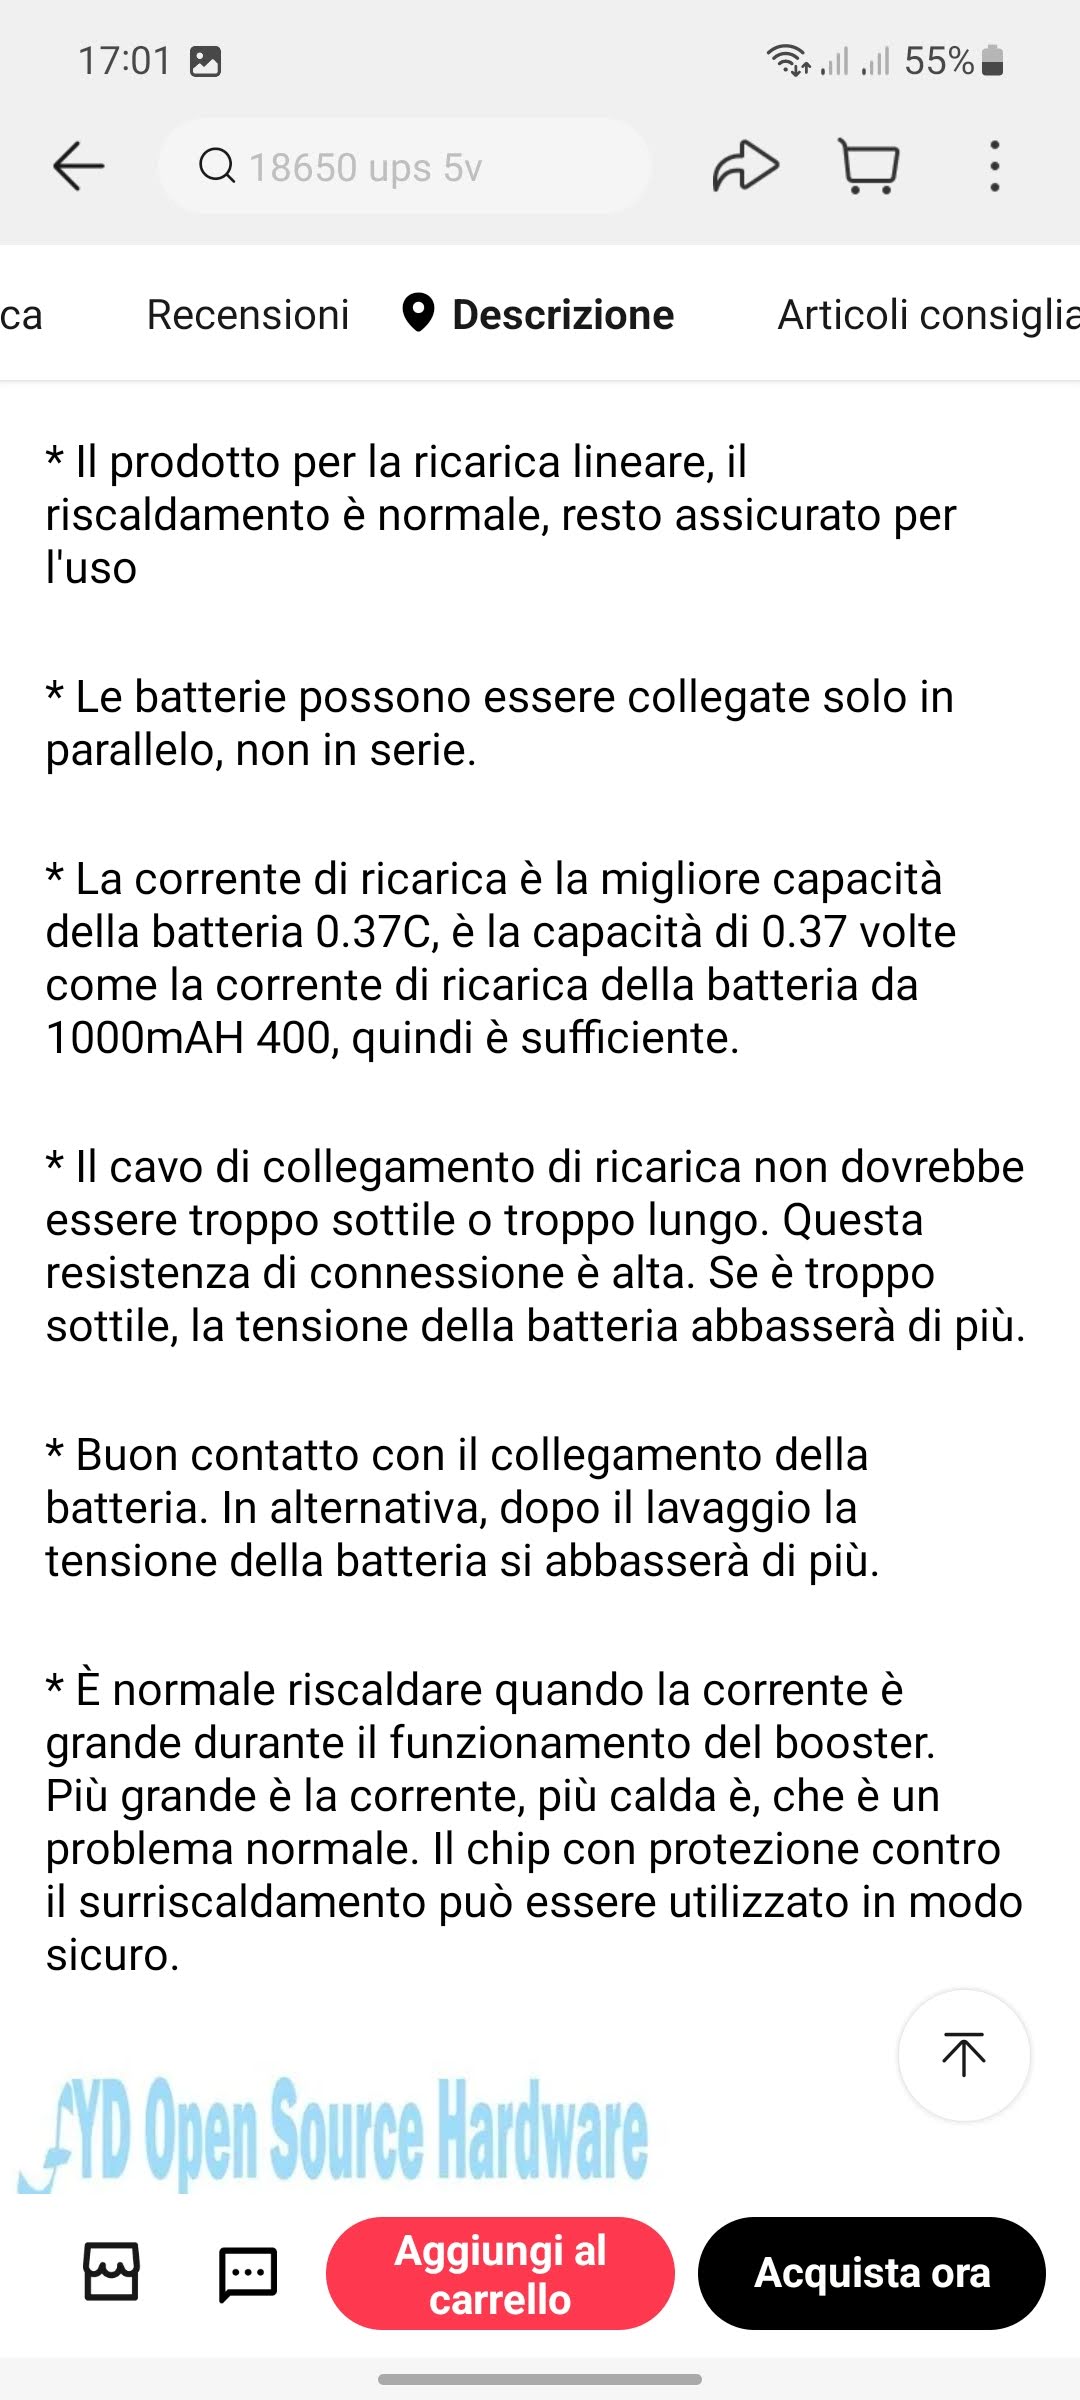 17:01
55%
18650 ups 5v
ca
Recensioni
Descrizione
Articoli consiglia
* Il prodotto per la ricarica lineare, il
riscaldamento è normale, resto assicurato per
l'uso
* Le batterie possono essere collegate solo in
parallelo, non in serie.
* La corrente di ricarica è la migliore capacità
della batteria 0.37C, è la capacità di 0.37 volte
come la corrente di ricarica della batteria da
1000mAH 400, quindi è sufficiente.
* Il cavo di collegamento di ricarica non dovrebbe
essere troppo sottile o troppo lungo. Questa
resistenza di connessione è alta. Se è troppo
sottile, la tensione della batteria abbasserà di più.
* Buon contatto con il collegamento della
batteria. In alternativa, dopo il lavaggio la
tensione della batteria si abbasserà di più.
* È normale riscaldare quando la corrente è
grande durante il funzionamento del booster.
Più grande è la corrente, più calda è, che è un
problema normale. Il chip con protezione contro
il surriscaldamento può essere utilizzato in modo
sicuro.
YD Open Source Hardware
Aggiungi al
carrello
Acquista ora